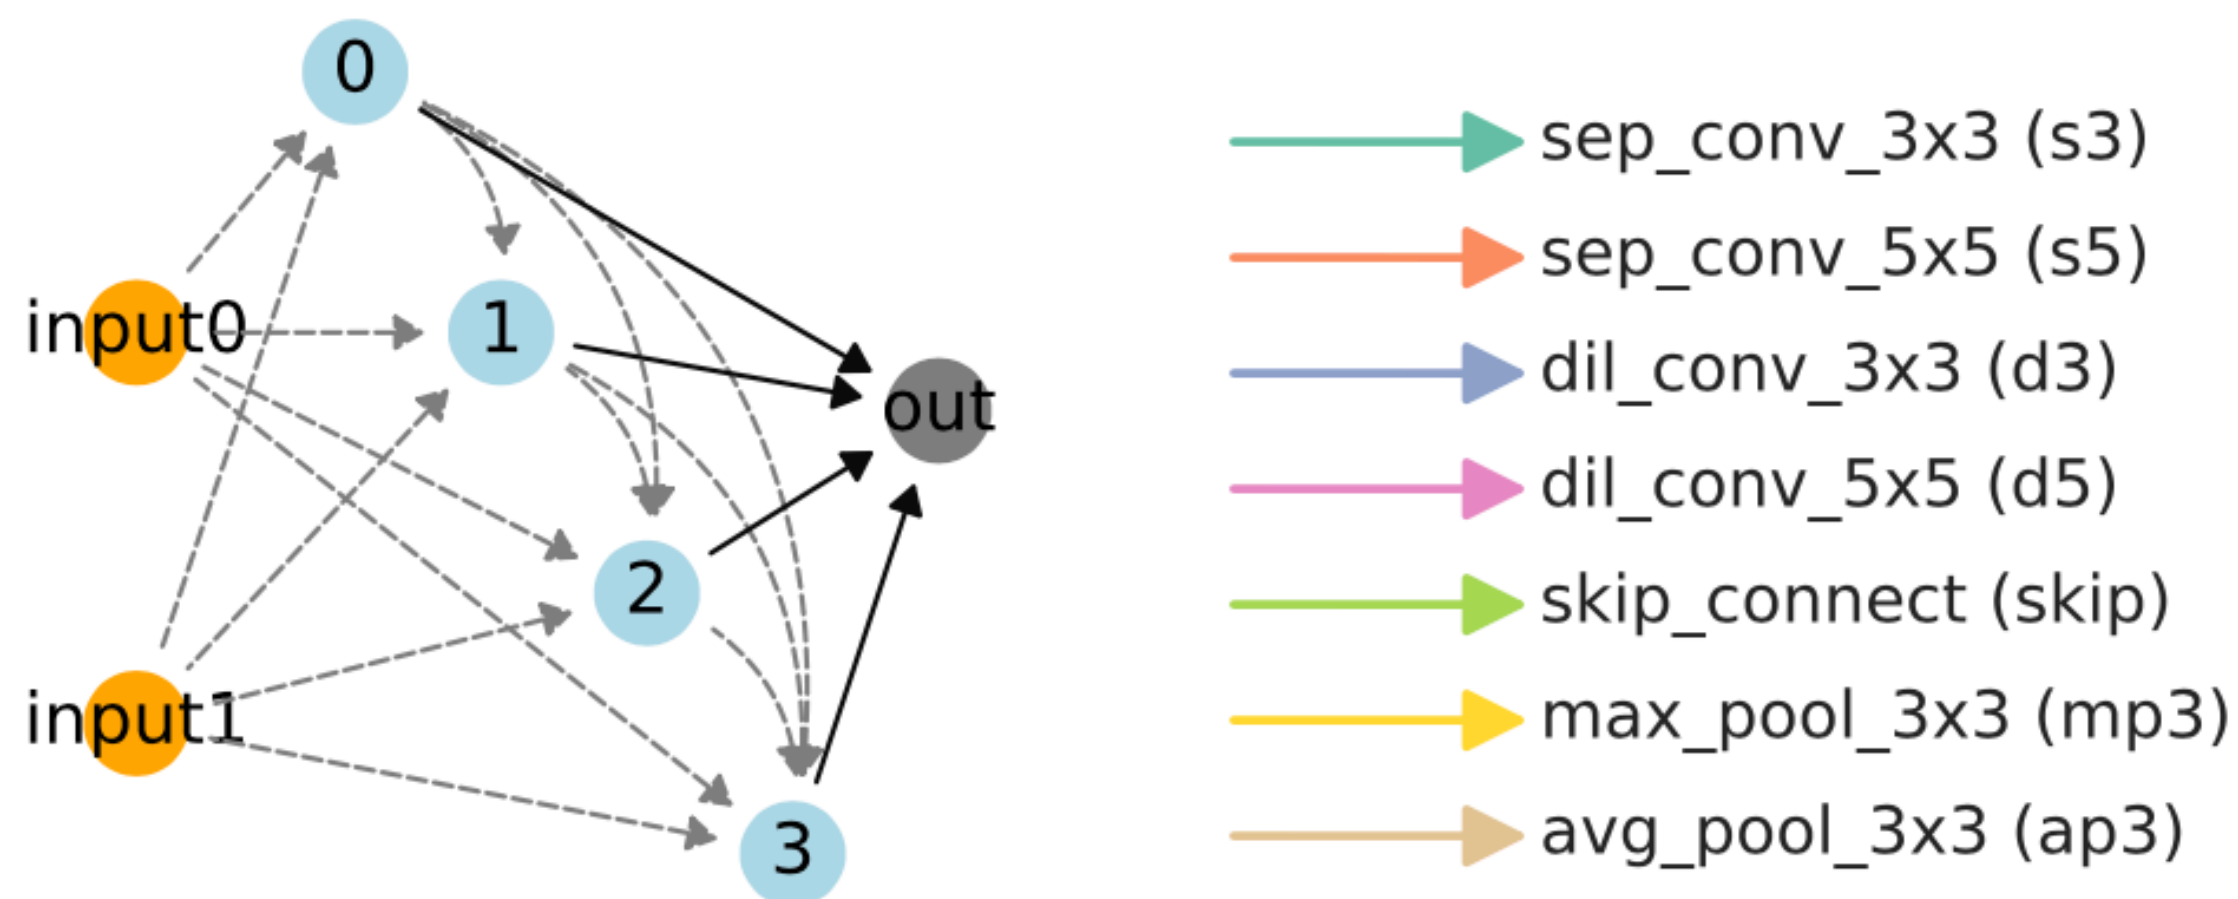 0
input0
1
out
2
input1
3
sep_conv_3x3 (s3)
sep_conv_5x5 (s5)
dil_conv_3x3 (d3)
dil_conv_5x5 (d5)
skip_connect (skip)
max_pool_3x3 (mp3)
avg_pool_3x3 (ap3)